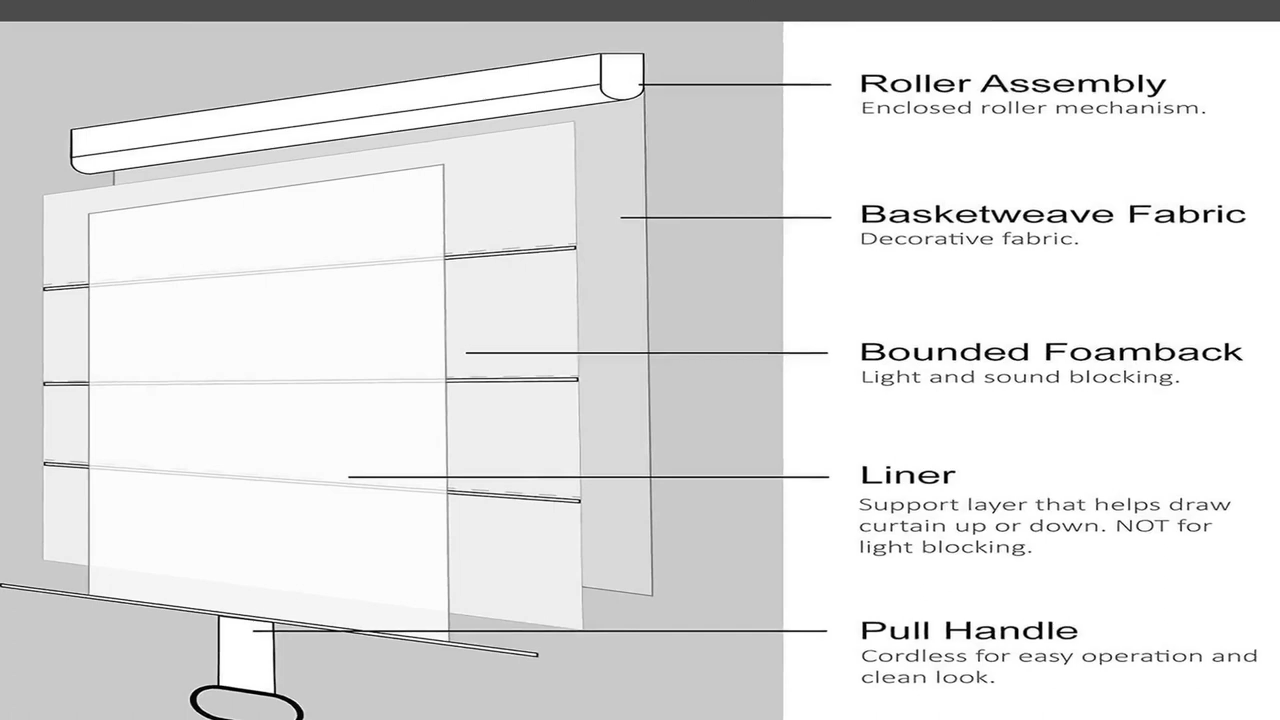 Roller Assembly
Enclosed roller mechanism.
Basketweave Fabric
Decorative fabric.
Bounded Foamback
Light and sound blocking.
Liner
Support layer that helps draw
curtain up or down. NOT for
light blocking.
Pull Handle
Cordless for easy operation and
clean look.